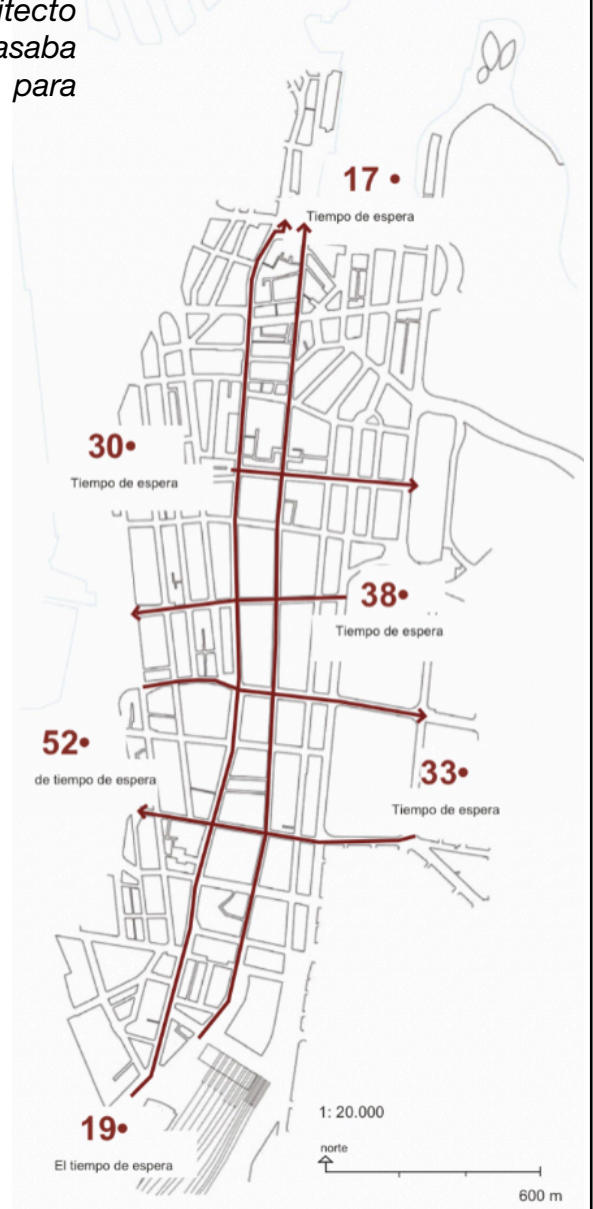 itecto
asaba
para
17 •
Tiempo de espera
30•
Tiempo de espera
38•
Tiempo de espera
52•
de tiempo de espera
33•
Tiempo de espera
19•
El tiempo de espera
1: 20.000
norte
600 m